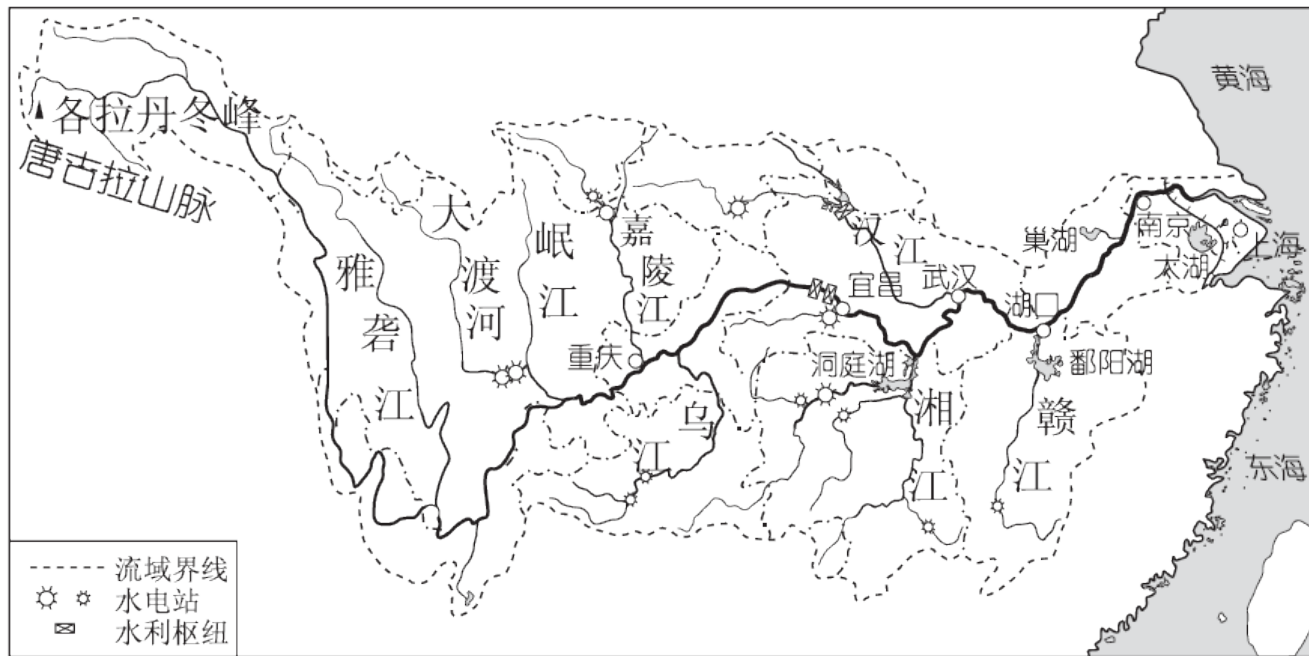 黄海
各拉丹冬峰
唐古拉山脉
大渡河
岷江
嘉陵江
雅砻江
汉江
宜昌
武汉
巢湖
南京
太湖
上海
湖口
重庆
洞庭湖
鄱阳湖
乌江
湘江
赣江
东海
流域界线
水电站
水利枢纽